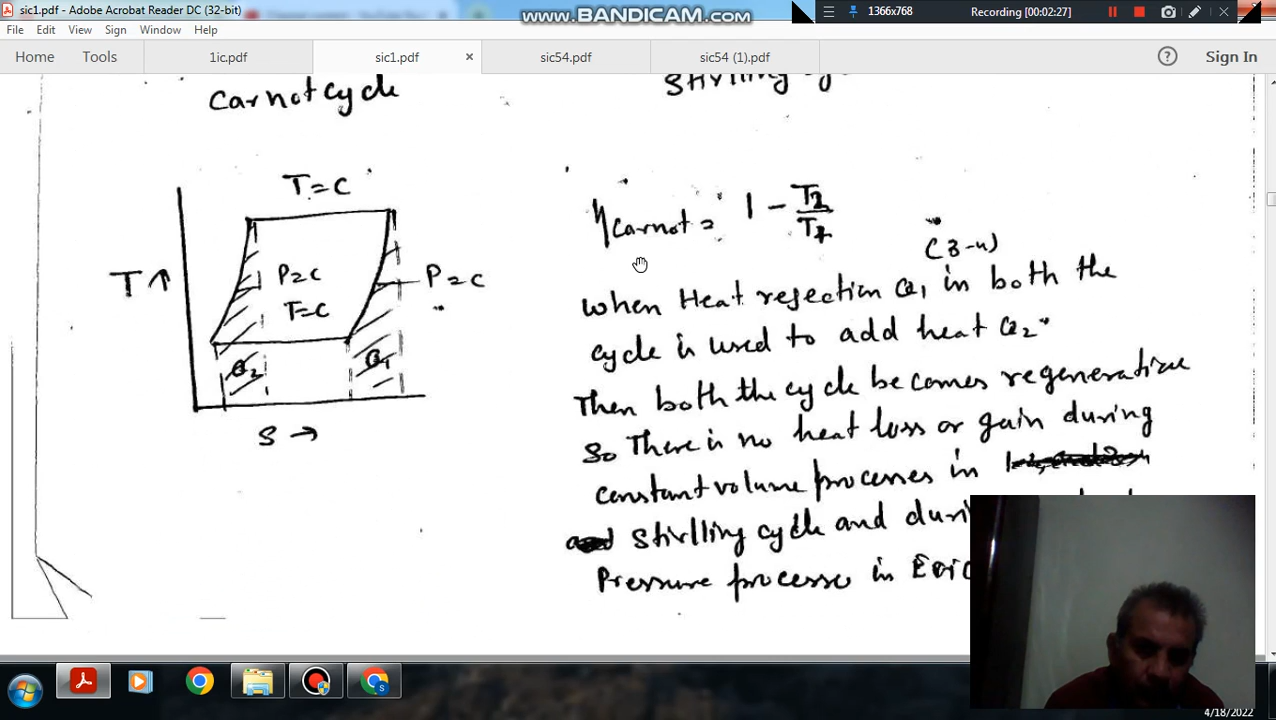 sic1.pdf - Adobe Acrobat Reader DC (32-bit)
www.BANDICAM.com
1366x768
Recording [00:02:27]
File Edit View Sign Window Help
Home Tools 1ic.pdf sic1.pdf × sic54.pdf sic54 (1).pdf Sign In
Carnot Cycle
T=C
T↑
P=C
T=C
P=C
Q2
Q1
S→
ηCarnot = 1 - T2/T1
(3-4)
when Heat rejection Q1 in both the
cycle is used to add heat Q2
Then both the cycle becomes regenerative
So There is no heat loss or gain during
constant volume processes in
Stirlling cycle and
Pressure processe in
4/18/2022